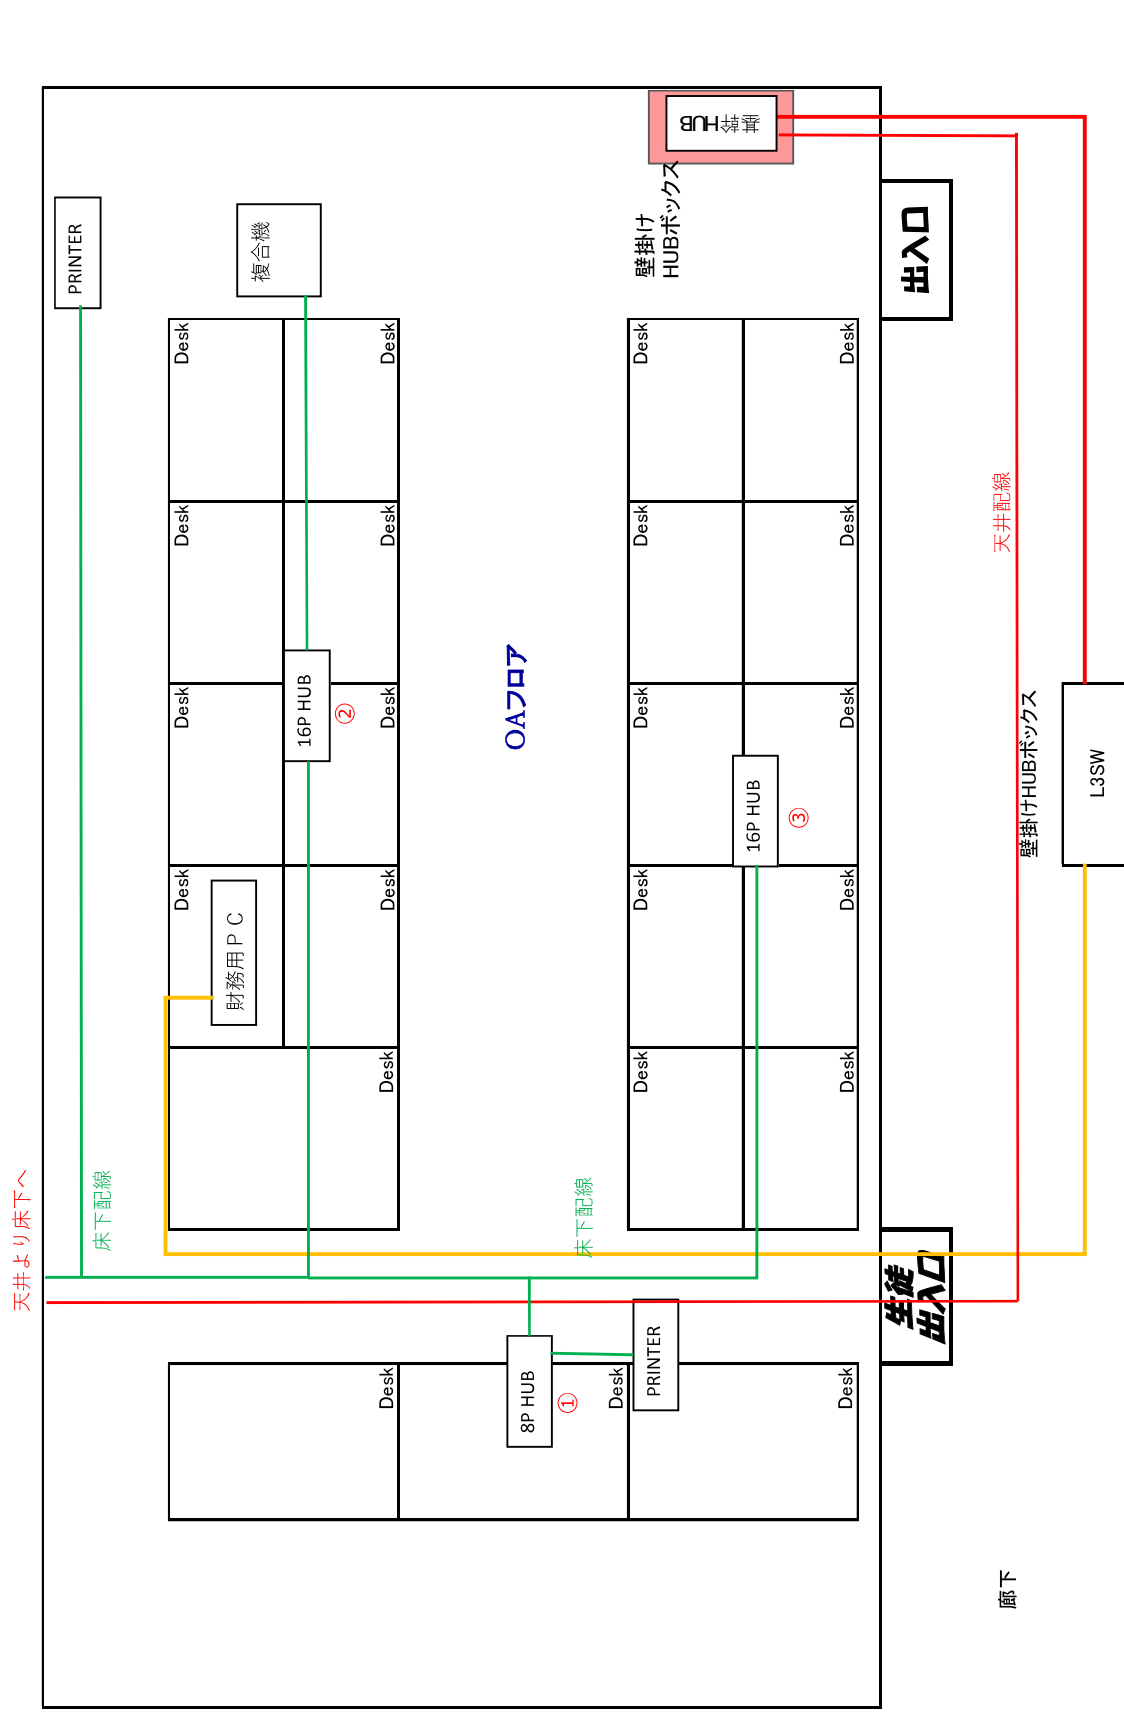 基幹HUB
壁掛け
HUBボックス
出入口
PRINTER
複合機
Desk
Desk
Desk
Desk
Desk
Desk
Desk
Desk
天井配線
Desk
Desk
Desk
Desk
16P HUB
②
OAフロア
16P HUB
③
壁掛けHUBボックス
L3SW
Desk
Desk
Desk
Desk
財務用ＰＣ
Desk
Desk
Desk
天井より床下へ
床下配線
床下配線
生徒
出入口
Desk
8P HUB
①
Desk
PRINTER
Desk
廊下